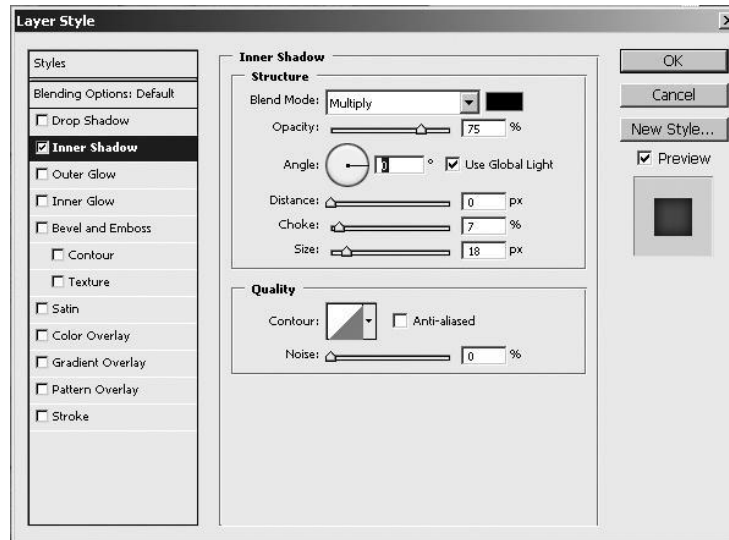 Layer Style
Styles
Blending Options: Default
Drop Shadow
Inner Shadow
Outer Glow
Inner Glow
Bevel and Emboss
Contour
Texture
Satin
Color Overlay
Gradient Overlay
Pattern Overlay
Stroke
Inner Shadow
Structure
Blend Mode: Multiply
Opacity: 75 %
Angle: 0 ° Use Global Light
Distance: 0 px
Choke: 7 %
Size: 18 px
Quality
Contour: Anti-aliased
Noise: 0 %
OK
Cancel
New Style...
Preview